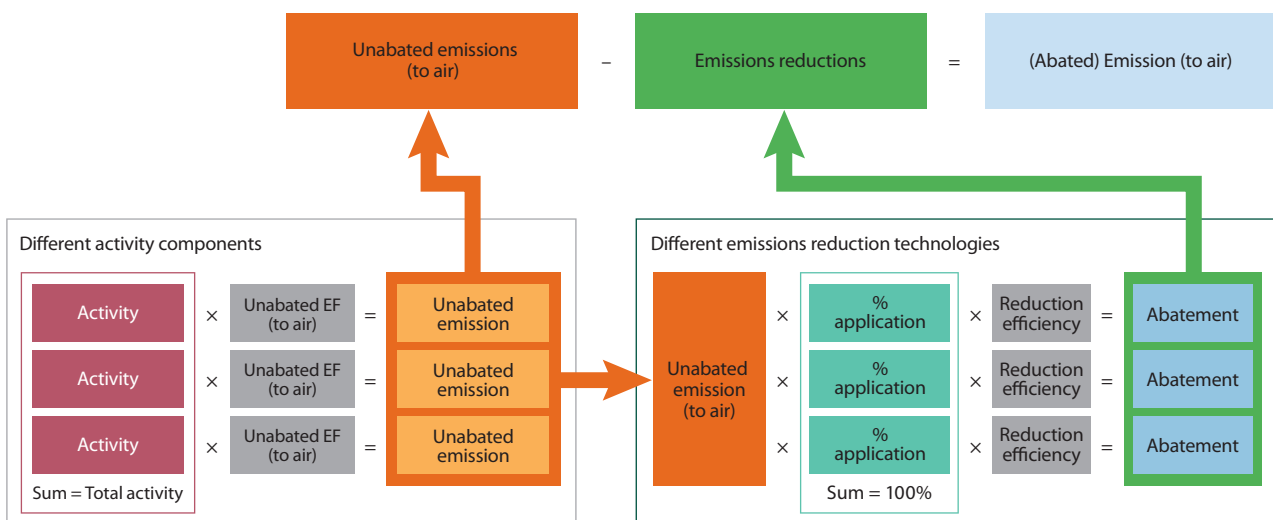 Unabated emissions
(to air)
–
Emissions reductions
=
(Abated) Emission (to air)
Different activity components
Activity
×
Unabated EF
(to air)
=
Unabated
emission
Activity
×
Unabated EF
(to air)
=
Unabated
emission
Activity
×
Unabated EF
(to air)
=
Unabated
emission
Sum = Total activity
Different emissions reduction technologies
Unabated
emission
(to air)
×
%
application
×
Reduction
efficiency
=
Abatement
×
%
application
×
Reduction
efficiency
=
Abatement
×
%
application
×
Reduction
efficiency
=
Abatement
Sum = 100%